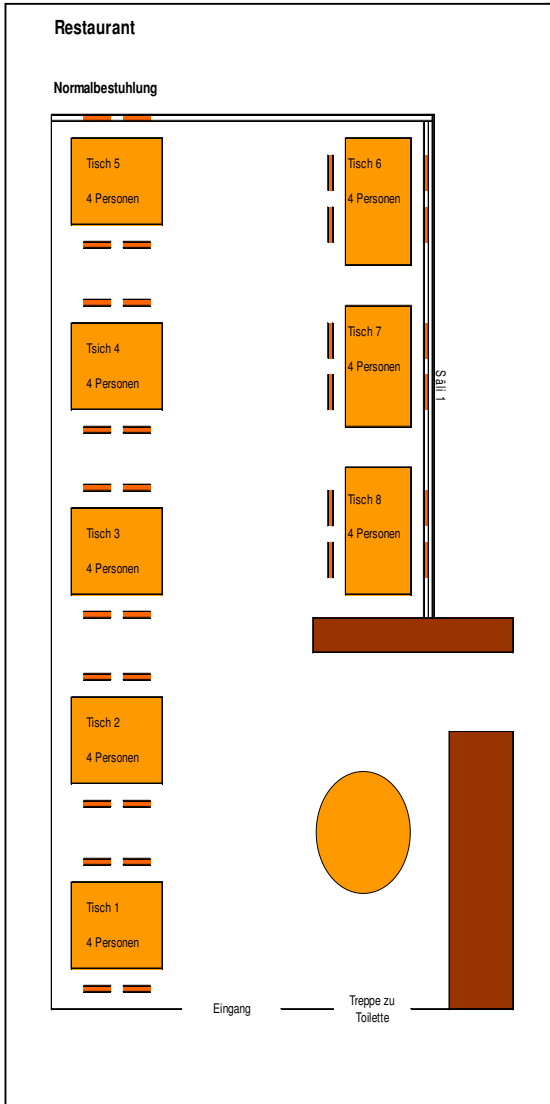 Restaurant
Normalbestuhlung
Tisch 5
4 Personen
Tisch 6
4 Personen
Tsich 4
4 Personen
Tisch 7
4 Personen
Säli 1
Tisch 3
4 Personen
Tisch 8
4 Personen
Tisch 2
4 Personen
Tisch 1
4 Personen
Eingang
Treppe zu
Toilette